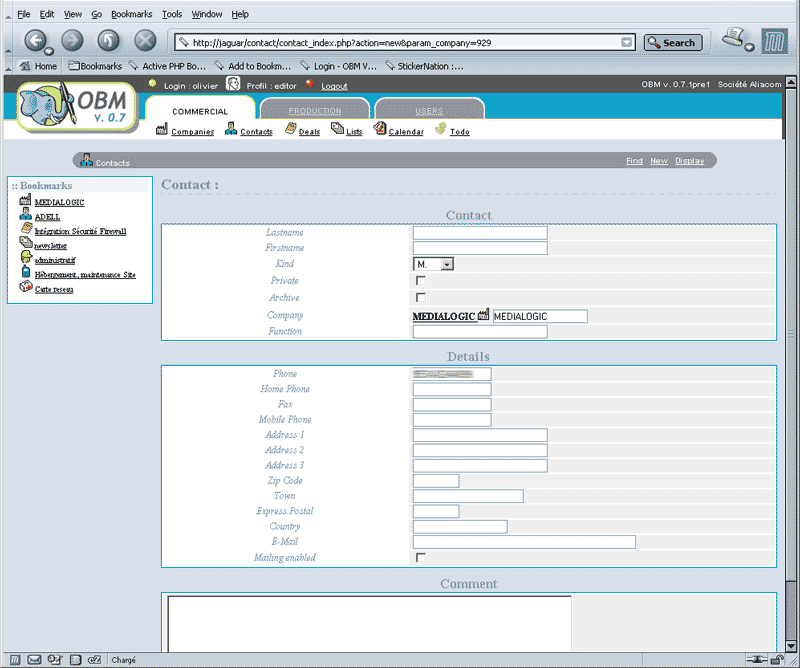 File Edit View Go Bookmarks Tools Window Help
http://jaguar/contact/contact_index.php?action=new&param_company=929 Search
Home Bookmarks Active PHP Bo... Add to Bookm... Login - OBM V... StickerNation :...
Login : olivier Profil : editor Logout OBM v. 0.7.1pre1 Société Aliacom
OBM
v. 0.7
COMMERCIAL PRODUCTION USERS
Companies Contacts Deals Lists Calendar Todo
Contacts Find New Display
:: Bookmarks
MEDIALOGIC
ADELL
Intégration Sécurité Firewall
newsletter
administratif
Hébergement, maintenance Site
Carte reseau
Contact :
Contact
Lastname
Firstname
Kind M.
Private
Archive
Company MEDIALOGIC MEDIALOGIC
Function
Details
Phone
Home Phone
Fax
Mobile Phone
Address 1
Address 2
Address 3
Zip Code
Town
Express Postal
Country
E-Mail
Mailing enabled
Comment
Chargé